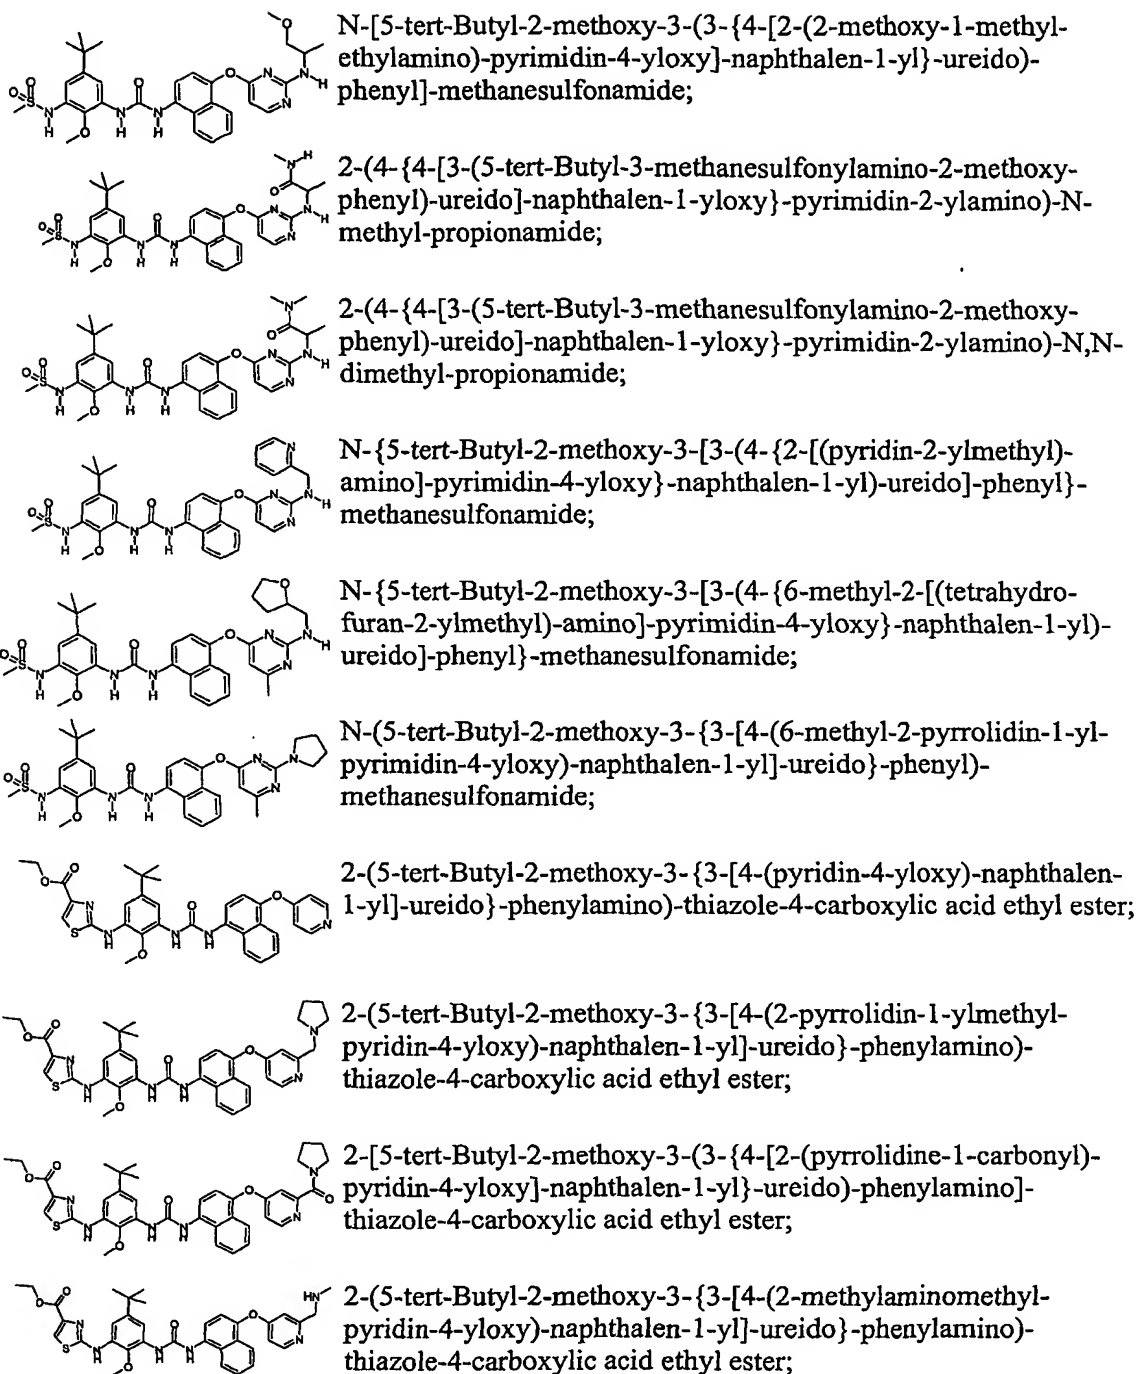 N-[5-tert-Butyl-2-methoxy-3-(3-{4-[2-(2-methoxy-1-methyl-
ethylamino)-pyrimidin-4-yloxy]-naphthalen-1-yl}-ureido)-
phenyl]-methanesulfonamide;
2-(4-{4-[3-(5-tert-Butyl-3-methanesulfonylamino-2-methoxy-
phenyl)-ureido]-naphthalen-1-yloxy}-pyrimidin-2-ylamino)-N-
methyl-propionamide;
2-(4-{4-[3-(5-tert-Butyl-3-methanesulfonylamino-2-methoxy-
phenyl)-ureido]-naphthalen-1-yloxy}-pyrimidin-2-ylamino)-N,N-
dimethyl-propionamide;
N-{5-tert-Butyl-2-methoxy-3-[3-(4-{2-[(pyridin-2-ylmethyl)-
amino]-pyrimidin-4-yloxy}-naphthalen-1-yl)-ureido]-phenyl}-
methanesulfonamide;
N-{5-tert-Butyl-2-methoxy-3-[3-(4-{6-methyl-2-[(tetrahydro-
furan-2-ylmethyl)-amino]-pyrimidin-4-yloxy}-naphthalen-1-yl)-
ureido]-phenyl}-methanesulfonamide;
N-(5-tert-Butyl-2-methoxy-3-{3-[4-(6-methyl-2-pyrrolidin-1-yl-
pyrimidin-4-yloxy)-naphthalen-1-yl]-ureido}-phenyl)-
methanesulfonamide;
2-(5-tert-Butyl-2-methoxy-3-{3-[4-(pyridin-4-yloxy)-naphthalen-
1-yl]-ureido}-phenylamino)-thiazole-4-carboxylic acid ethyl ester;
2-(5-tert-Butyl-2-methoxy-3-{3-[4-(2-pyrrolidin-1-ylmethyl-
pyridin-4-yloxy)-naphthalen-1-yl]-ureido}-phenylamino)-
thiazole-4-carboxylic acid ethyl ester;
2-[5-tert-Butyl-2-methoxy-3-(3-{4-[2-(pyrrolidine-1-carbonyl)-
pyridin-4-yloxy]-naphthalen-1-yl}-ureido)-phenylamino]-
thiazole-4-carboxylic acid ethyl ester;
2-(5-tert-Butyl-2-methoxy-3-{3-[4-(2-methylaminomethyl-
pyridin-4-yloxy)-naphthalen-1-yl]-ureido}-phenylamino)-
thiazole-4-carboxylic acid ethyl ester;